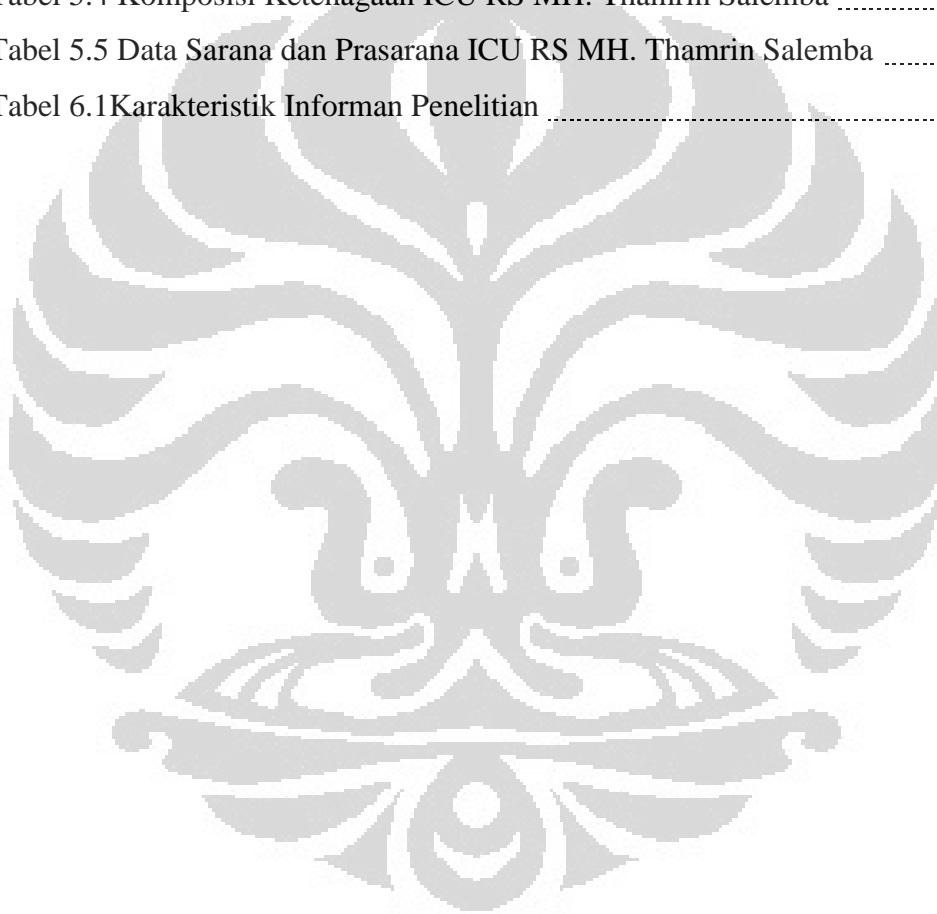 Tabel 5.4 Komposisi Ketenagaan ICU RS MH. Thamrin Salemba
Tabel 5.5 Data Sarana dan Prasarana ICU RS MH. Thamrin Salemba
Tabel 6.1Karakteristik Informan Penelitian